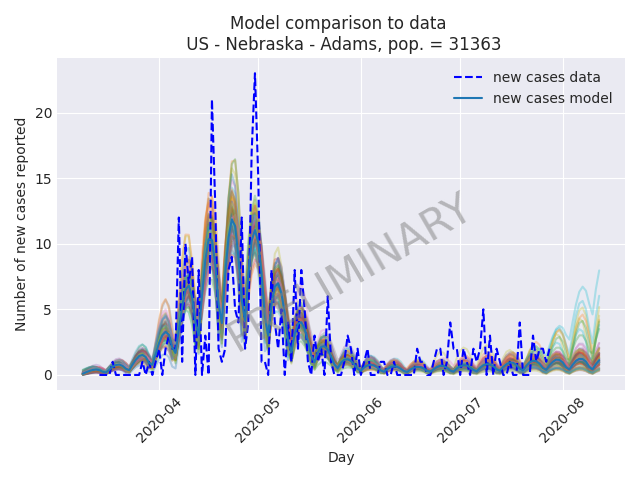 Model comparison to data
US - Nebraska - Adams, pop. = 31363
new cases data
new cases model
Number of new cases reported
20
15
10
5
0
PRELIMINARY
2020-04
2020-05
2020-06
2020-07
2020-08
Day